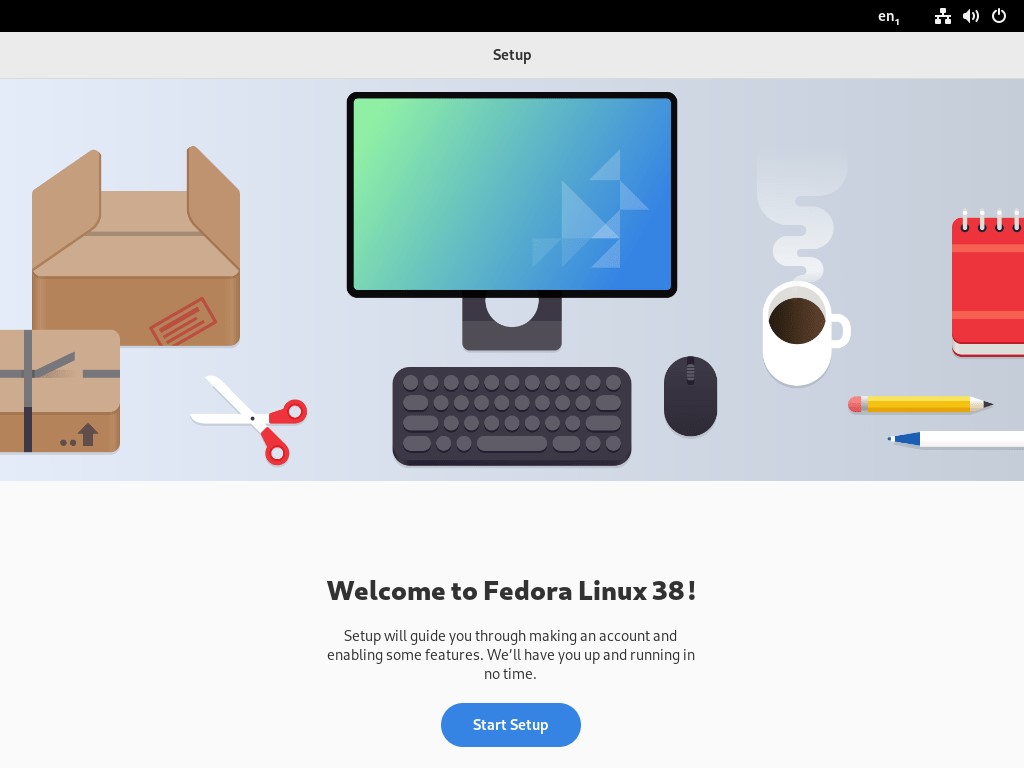 en₁
Setup
Welcome to Fedora Linux 38!
Setup will guide you through making an account and
enabling some features. We’ll have you up and running in
no time.
Start Setup